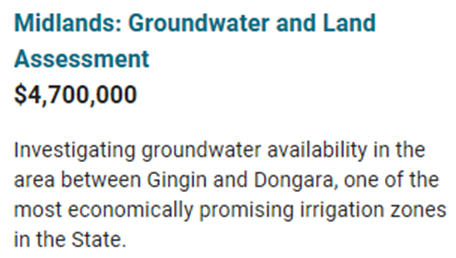 Midlands: Groundwater and Land
Assessment
$4,700,000
Investigating groundwater availability in the
area between Gingin and Dongara, one of the
most economically promising irrigation zones
in the State.